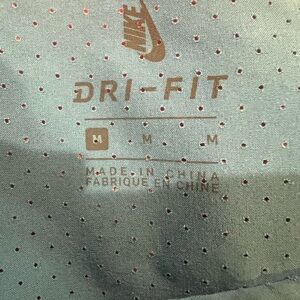 NIKE
DRI-FIT
M M M
MADE IN CHINA
FABRIQUE EN CHINE